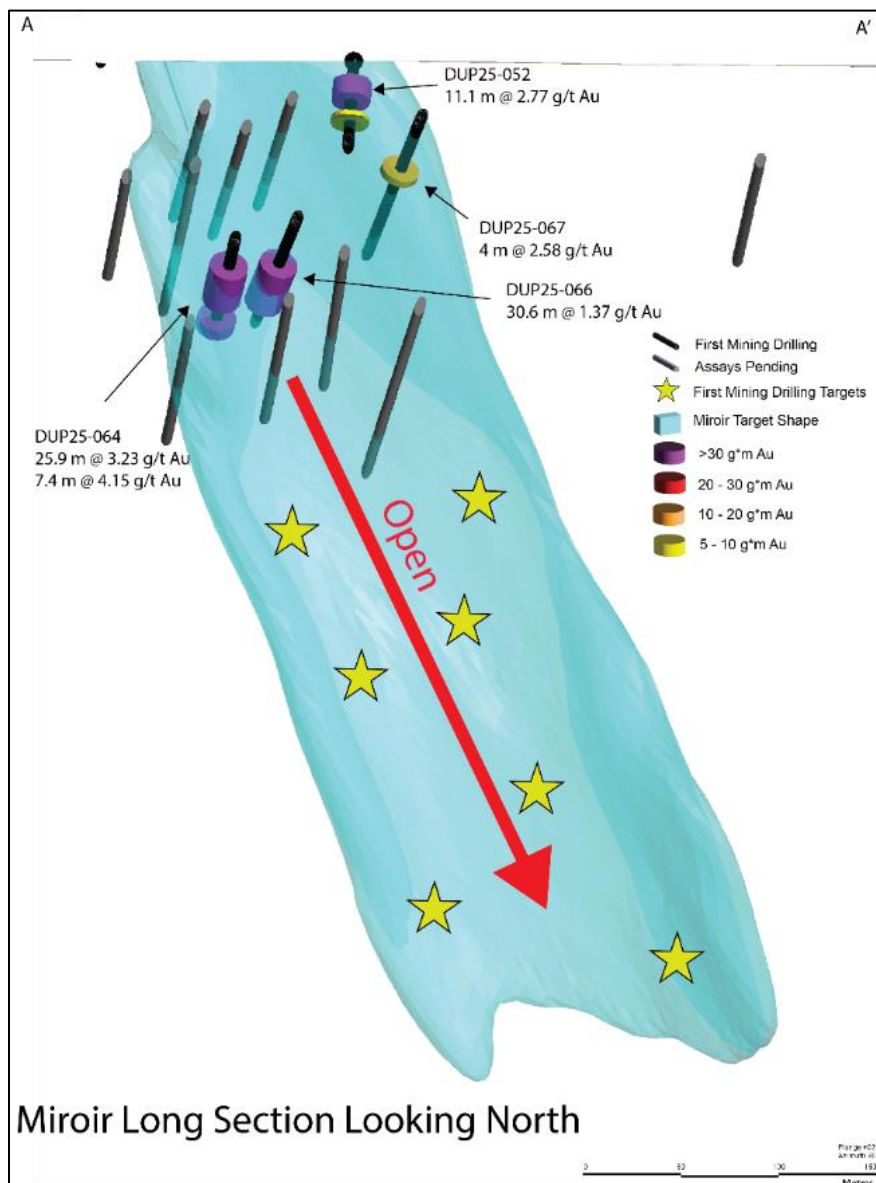 A
A'
DUP25-052
11.1 m @ 2.77 g/t Au
DUP25-067
4 m @ 2.58 g/t Au
DUP25-066
30.6 m @ 1.37 g/t Au
First Mining Drilling
Assays Pending
First Mining Drilling Targets
Miroir Target Shape
>30 g*m Au
20 - 30 g*m Au
10 - 20 g*m Au
5 - 10 g*m Au
DUP25-064
25.9 m @ 3.23 g/t Au
7.4 m @ 4.15 g/t Au
Open
Miroir Long Section Looking North
0
50
100